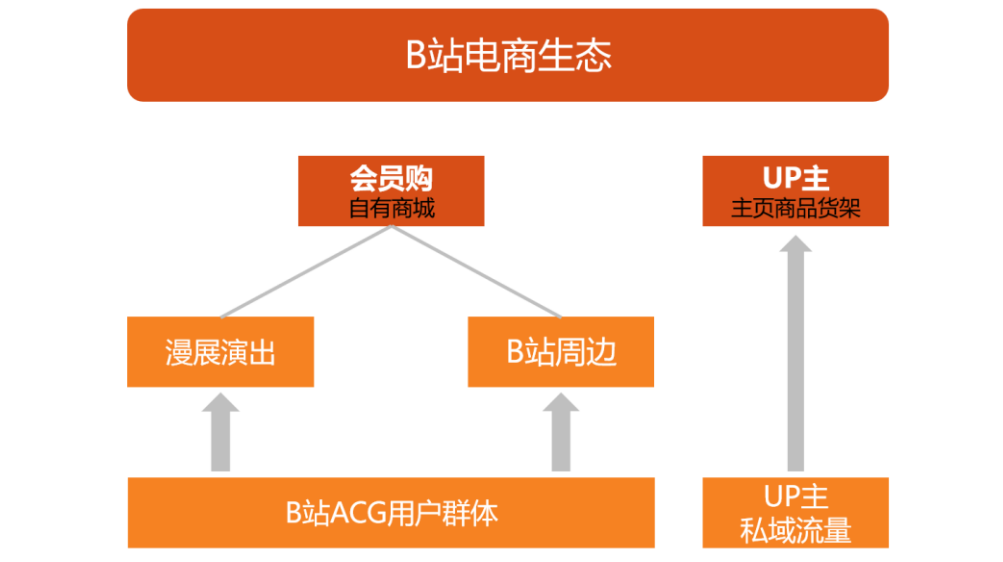 B站电商生态
会员购
自有商城
UP主
主页商品货架
漫展演出
B站周边
B站ACG用户群体
UP主
私域流量